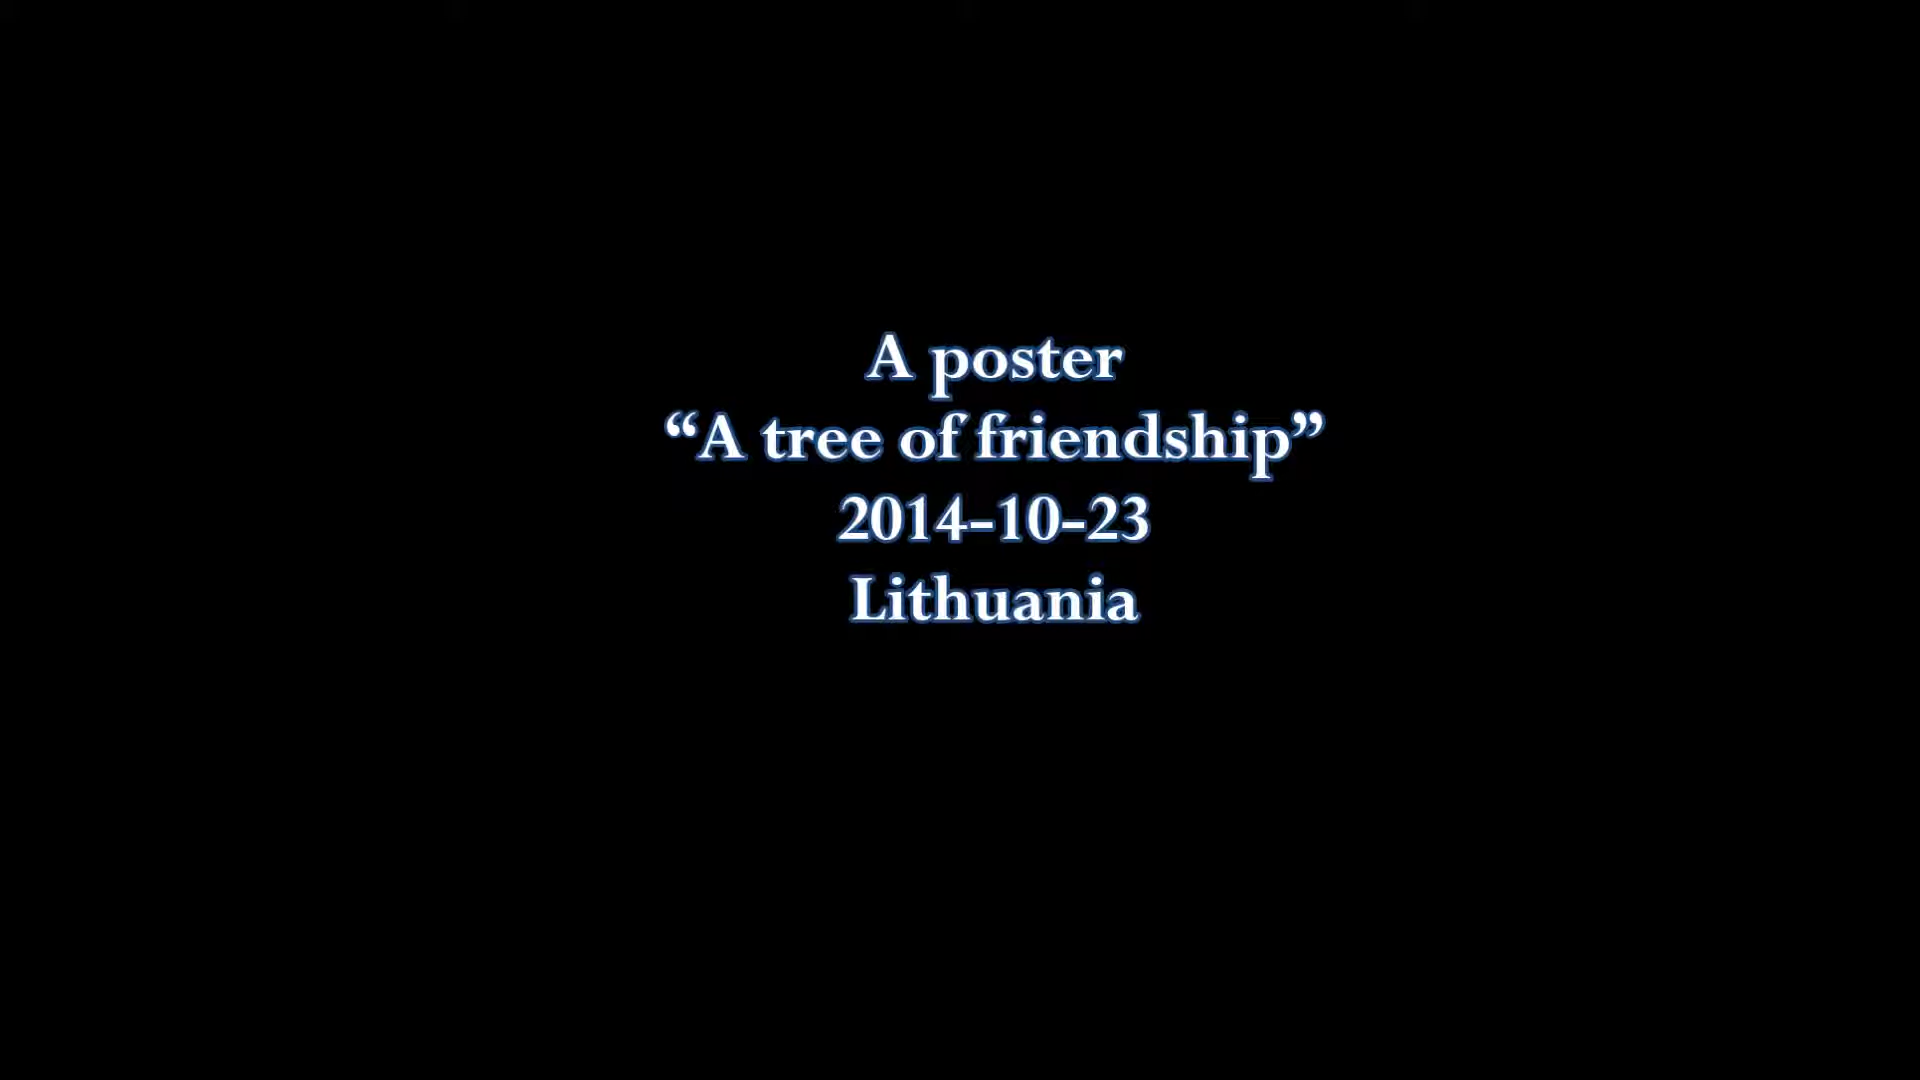 A poster
“A tree of friendship”
2014-10-23
Lithuania